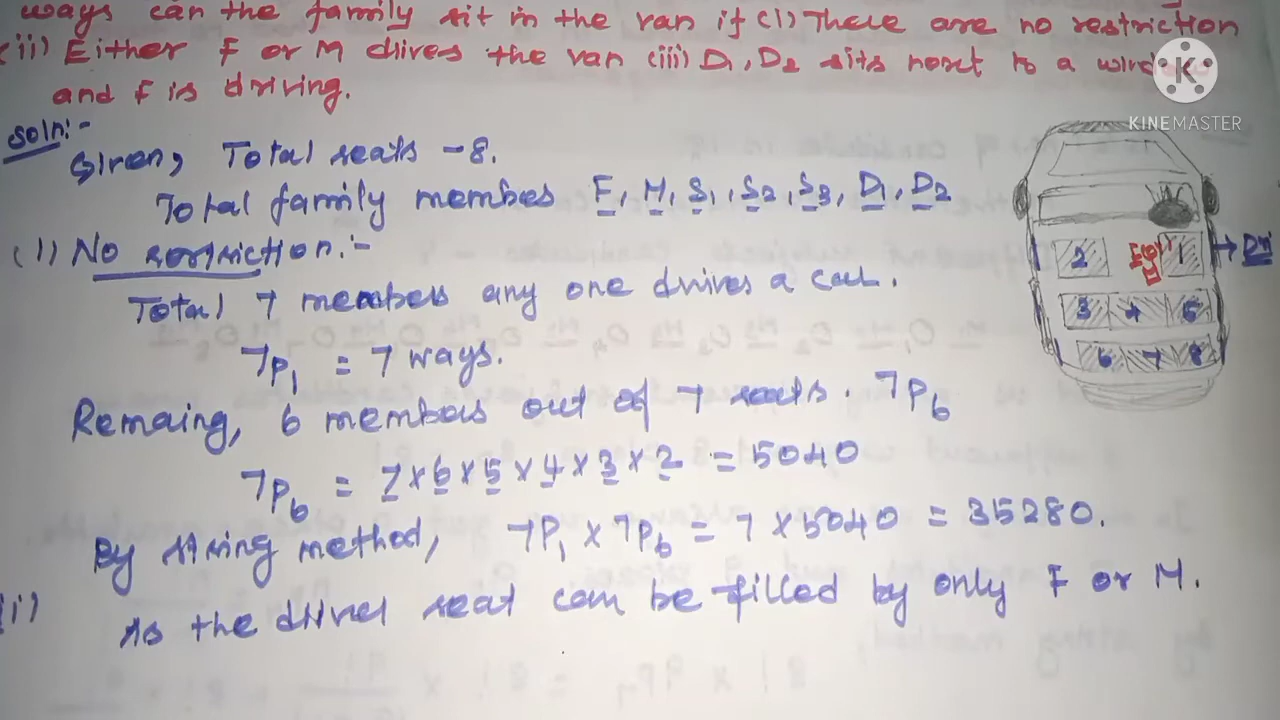 ways can the family sit in the van if (i) There are no restriction
(ii) Either F or M drives the van (iii) D1, D2 sits next to a window
and F is driving.
Soln:-
Given, Total seats - 8.
Total family membes F, M, S1, S2, S3, D1, D2
(i) No restriction:-
Total 7 members any one drives a car.
7P1 = 7 ways.
Remaing, 6 members out of 7 seats. 7P6
7P6 = 7×6×5×4×3×2 = 5040
By string method, 7P1 × 7P6 = 7 × 5040 = 35280.
ii) As the driver seat can be filled by only F or M.
K
KINEMASTER
2 1
3 4 5
6 7 8